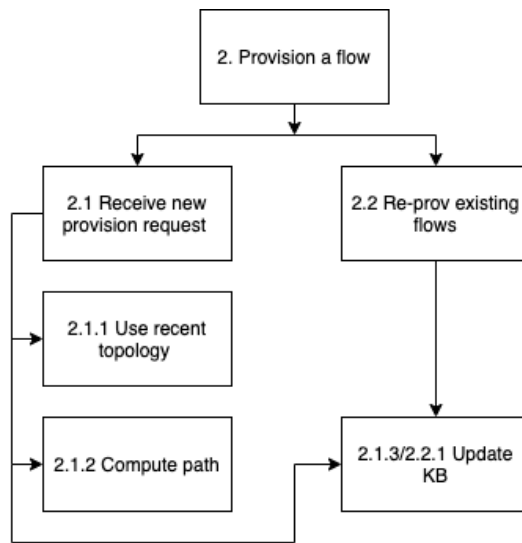 2. Provision a flow
2.1 Receive new
provision request
2.2 Re-prov existing
flows
2.1.1 Use recent
topology
2.1.2 Compute path
2.1.3/2.2.1 Update
KB